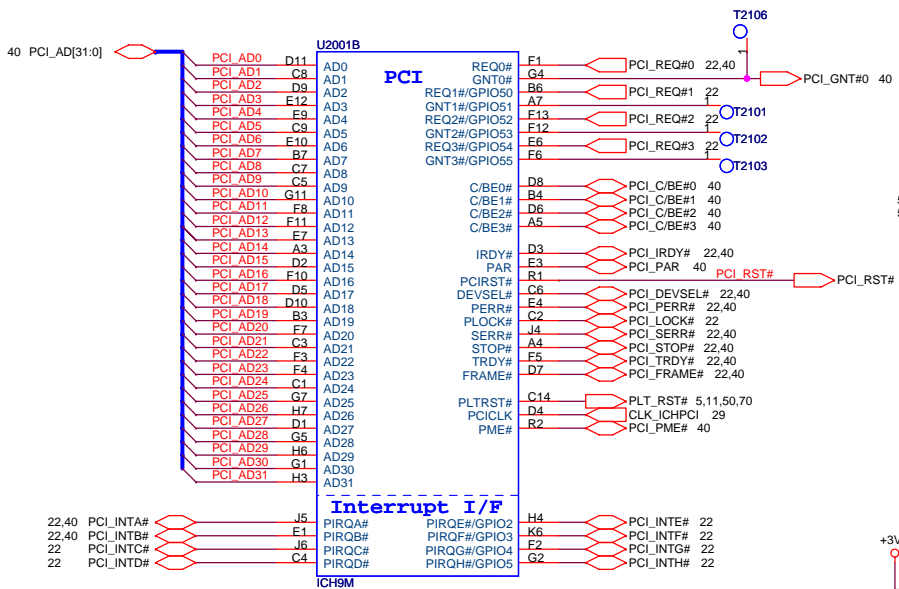 T2106
U2001B
40 PCI_AD[31:0]
PCI
PCI_AD0 D11 AD0 REQ0# F1 PCI_REQ#0 22,40
PCI_AD1 C8 AD1 GNT0# G4 1 PCI_GNT#0 40
PCI_AD2 D9 AD2 REQ1#/GPIO50 B6 PCI_REQ#1 22
PCI_AD3 E12 AD3 GNT1#/GPIO51 A7 1 T2101
PCI_AD4 E9 AD4 REQ2#/GPIO52 F13 PCI_REQ#2 22
PCI_AD5 C9 AD5 GNT2#/GPIO53 F12 1 T2102
PCI_AD6 E10 AD6 REQ3#/GPIO54 E6 PCI_REQ#3 22
PCI_AD7 B7 AD7 GNT3#/GPIO55 F6 1 T2103
PCI_AD8 C7 AD8
PCI_AD9 C5 AD9 C/BE0# D8 PCI_C/BE#0 40
PCI_AD10 G11 AD10 C/BE1# B4 PCI_C/BE#1 40
PCI_AD11 F8 AD11 C/BE2# D6 PCI_C/BE#2 40
PCI_AD12 F11 AD12 C/BE3# A5 PCI_C/BE#3 40
PCI_AD13 E7 AD13
PCI_AD14 A3 AD14 IRDY# D3 PCI_IRDY# 22,40
PCI_AD15 D2 AD15 PAR E3 PCI_PAR 40
PCI_AD16 F10 AD16 PCIRST# R1 PCI_RST# PCI_RST#
PCI_AD17 D5 AD17 DEVSEL# C6 PCI_DEVSEL# 22,40
PCI_AD18 D10 AD18 PERR# E4 PCI_PERR# 22,40
PCI_AD19 B3 AD19 PLOCK# C2 PCI_LOCK# 22
PCI_AD20 F7 AD20 SERR# J4 PCI_SERR# 22,40
PCI_AD21 C3 AD21 STOP# A4 PCI_STOP# 22,40
PCI_AD22 F3 AD22 TRDY# F5 PCI_TRDY# 22,40
PCI_AD23 F4 AD23 FRAME# D7 PCI_FRAME# 22,40
PCI_AD24 C1 AD24
PCI_AD25 G7 AD25 PLTRST# C14 PLT_RST# 5,11,50,70
PCI_AD26 H7 AD26 PCICLK D4 CLK_ICHPCI 29
PCI_AD27 D1 AD27 PME# R2 PCI_PME# 40
PCI_AD28 G5 AD28
PCI_AD29 H6 AD29
PCI_AD30 G1 AD30
PCI_AD31 H3 AD31
Interrupt I/F
22,40 PCI_INTA# J5 PIRQA# PIRQE#/GPIO2 H4 PCI_INTE# 22
22,40 PCI_INTB# E1 PIRQB# PIRQF#/GPIO3 K6 PCI_INTF# 22
22 PCI_INTC# J6 PIRQC# PIRQG#/GPIO4 F2 PCI_INTG# 22
22 PCI_INTD# C4 PIRQD# PIRQH#/GPIO5 G2 PCI_INTH# 22
ICH9M